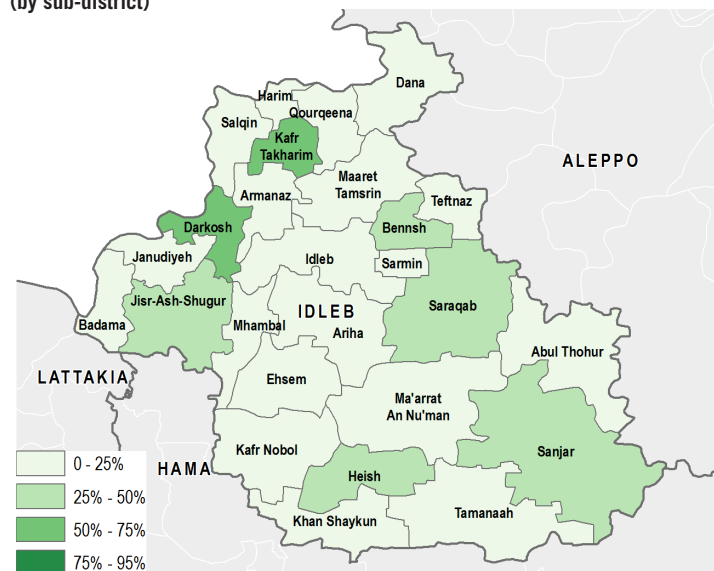 (by sub-district)
Dana
Harim
Qourqeena
Salqin
Kafr
Takharim
ALEPPO
Maaret
Tamsrin
Armanaz
Teftnaz
Darkosh
Bennsh
Janudiyeh
Idleb
Sarmin
Jisr-Ash-Shugur
Saraqab
IDLEB
Badama
Mhambal
Ariha
Abul Thohur
LATTAKIA
Ehsem
Ma'arrat
An Nu'man
Kafr Nobol
Sanjar
HAMA
Heish
Khan Shaykun
Tamanaah
0 - 25%
25% - 50%
50% - 75%
75% - 95%